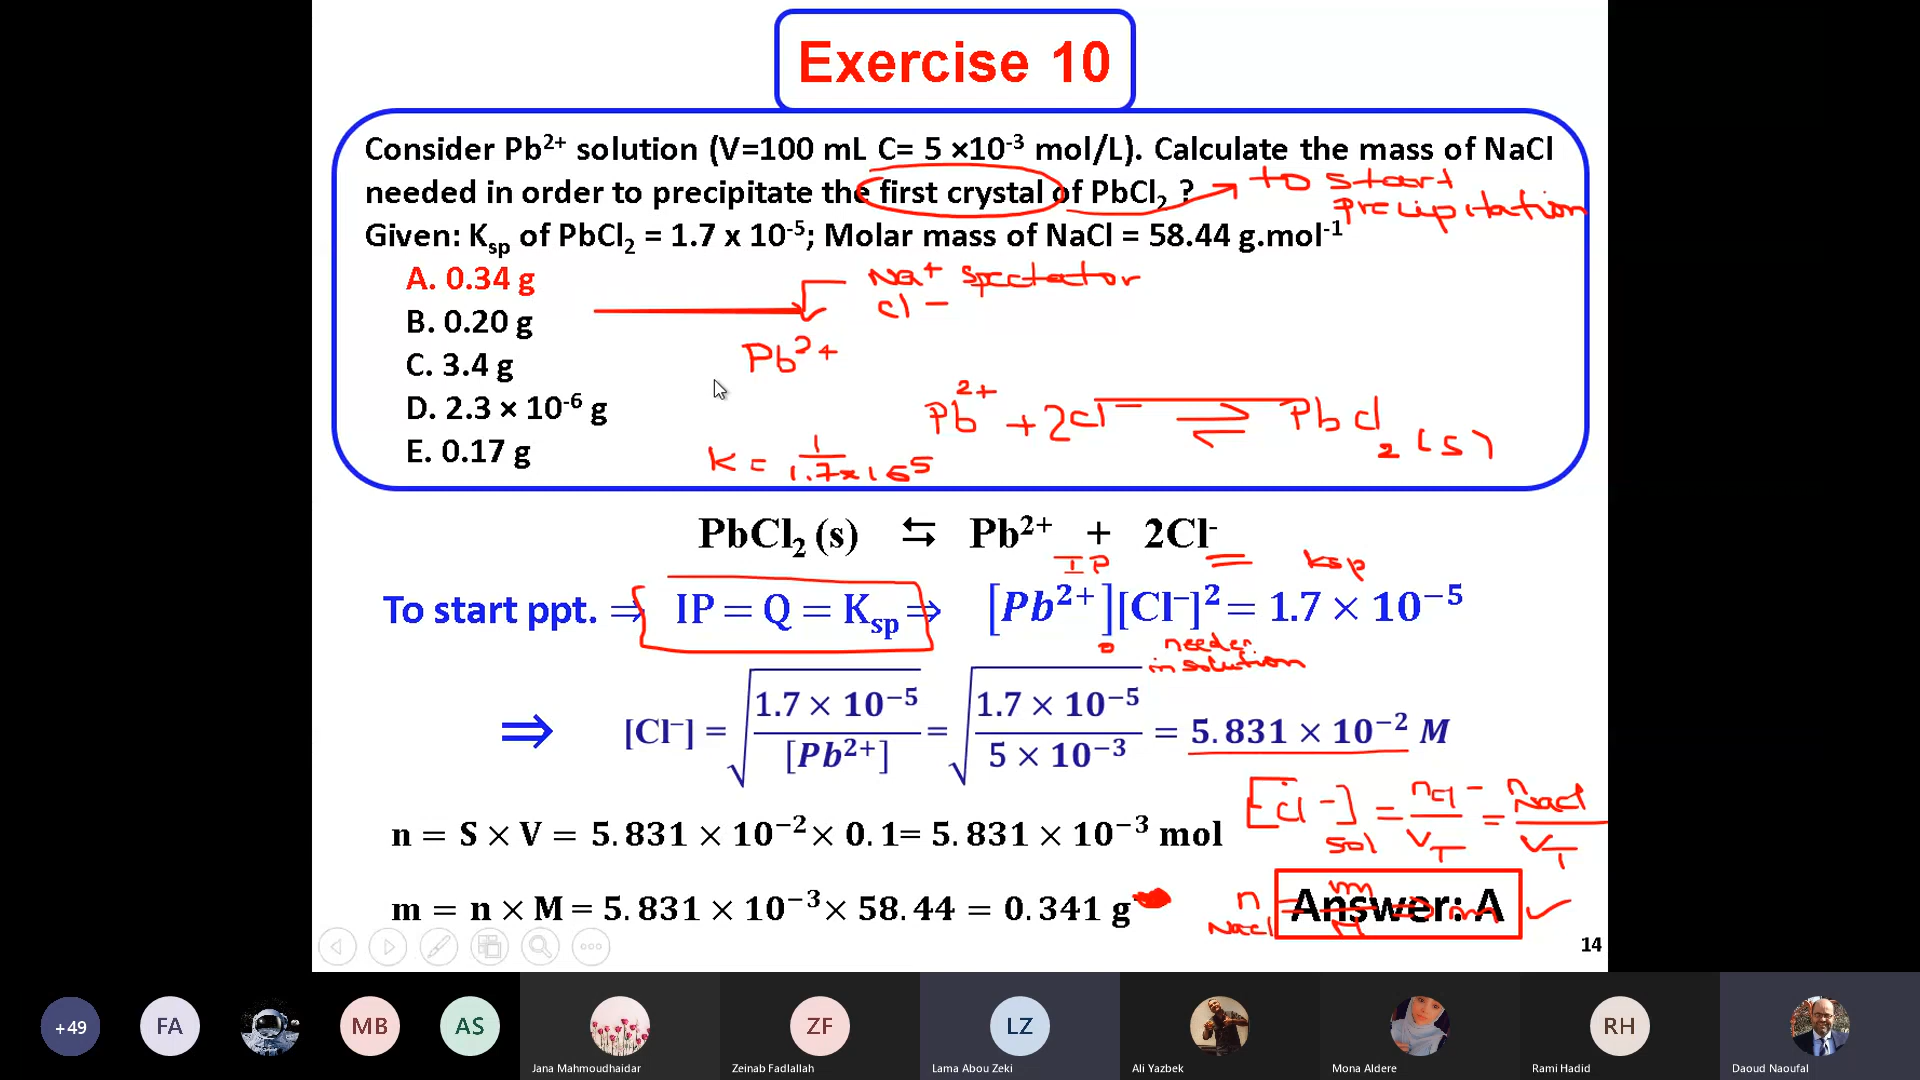 Exercise 10
Consider Pb²⁺ solution (V=100 mL C= 5 ×10⁻³ mol/L). Calculate the mass of NaCl
needed in order to precipitate the first crystal of PbCl₂ ?
to start
precipitation
Given: Ksp of PbCl₂ = 1.7 x 10⁻⁵; Molar mass of NaCl = 58.44 g.mol⁻¹
A. 0.34 g
Na⁺ spectator
Cl⁻
B. 0.20 g
Pb²⁺
C. 3.4 g
D. 2.3 × 10⁻⁶ g
Pb²⁺ + 2Cl⁻ ⇌ PbCl₂(s)
E. 0.17 g
K = 1/1.7×10⁻⁵
PbCl₂ (s) ⇆ Pb²⁺ + 2Cl⁻
IP
Ksp
To start ppt. ⇒ IP = Q = Ksp ⇒ [Pb²⁺][Cl⁻]² = 1.7 × 10⁻⁵
in solution
⇒ [Cl⁻] = √(1.7 × 10⁻⁵/[Pb²⁺]) = √(1.7 × 10⁻⁵/5 × 10⁻³) = 5.831 × 10⁻² M
[Cl⁻]sol = nCl⁻/VT = nNaCl/VT
n = S × V = 5.831 × 10⁻² × 0.1= 5.831 × 10⁻³ mol
m = n × M = 5.831 × 10⁻³ × 58.44 = 0.341 g
n NaCl = m/M ⇒ m
Answer: A
14
+49
FA
MB
AS
ZF
LZ
RH
Jana Mahmoudhaidar
Zeinab Fadlallah
Lama Abou Zeki
Ali Yazbek
Mona Aldere
Rami Hadid
Daoud Naoufal